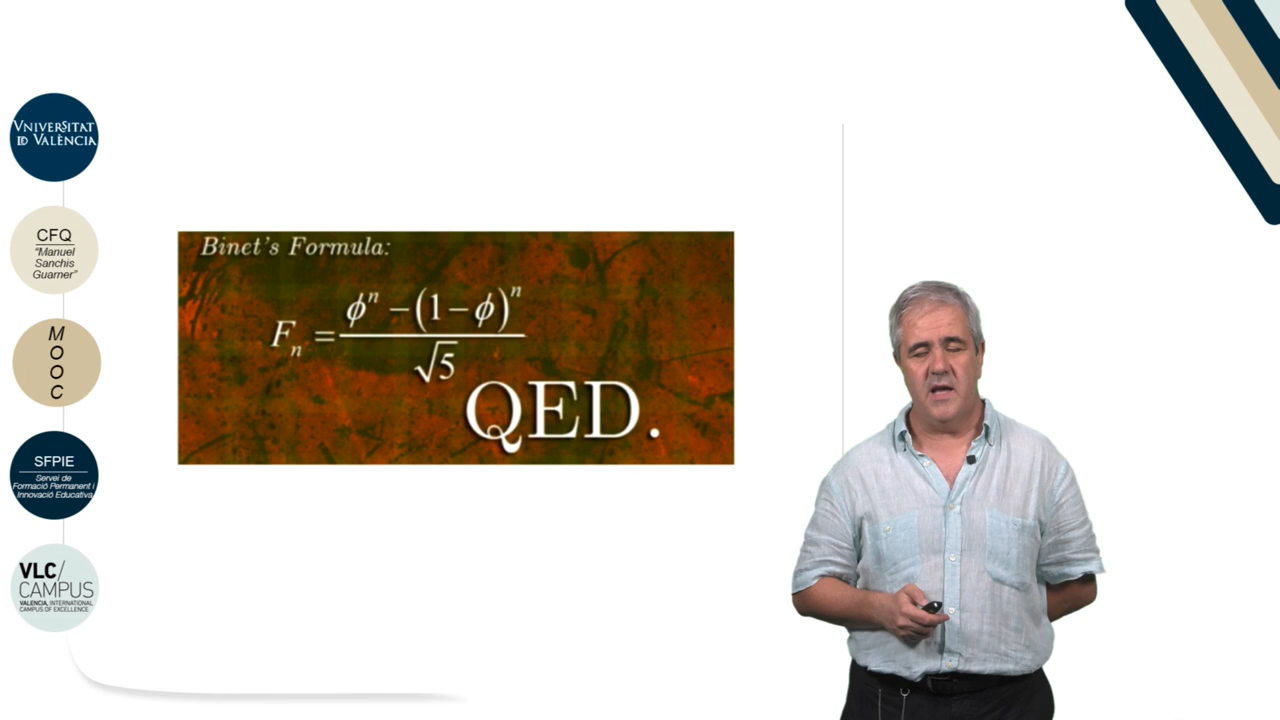 VNIVERSITAT
ID VALÈNCIA
CFQ
“Manuel
Sanchis
Guarner”
M
O
O
C
SFPIE
Servei de
Formació Permanent i
Innovació Educativa
VLC/
CAMPUS
VALENCIA, INTERNATIONAL
CAMPUS OF EXCELLENCE
Binet's Formula:
F_n = (ϕ^n − (1 − ϕ)^n) / √5
QED.